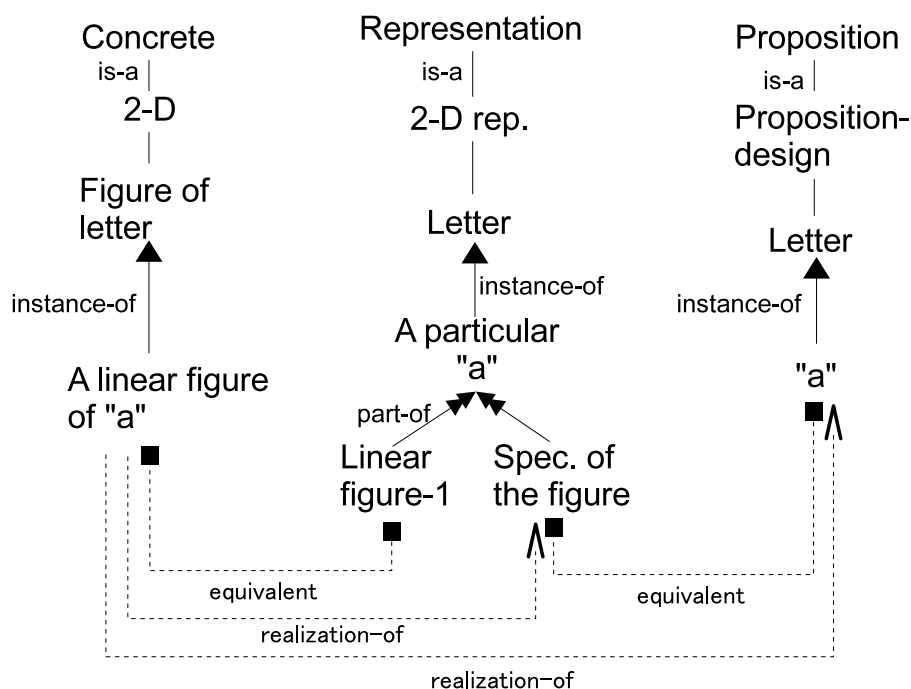 Concrete
is-a
2-D
Figure of
letter
instance-of
A linear figure
of "a"
Representation
is-a
2-D rep.
Letter
instance-of
A particular
"a"
part-of
Linear
figure-1
Spec. of
the figure
Proposition
is-a
Proposition-
design
Letter
instance-of
"a"
equivalent
equivalent
realization-of
realization-of